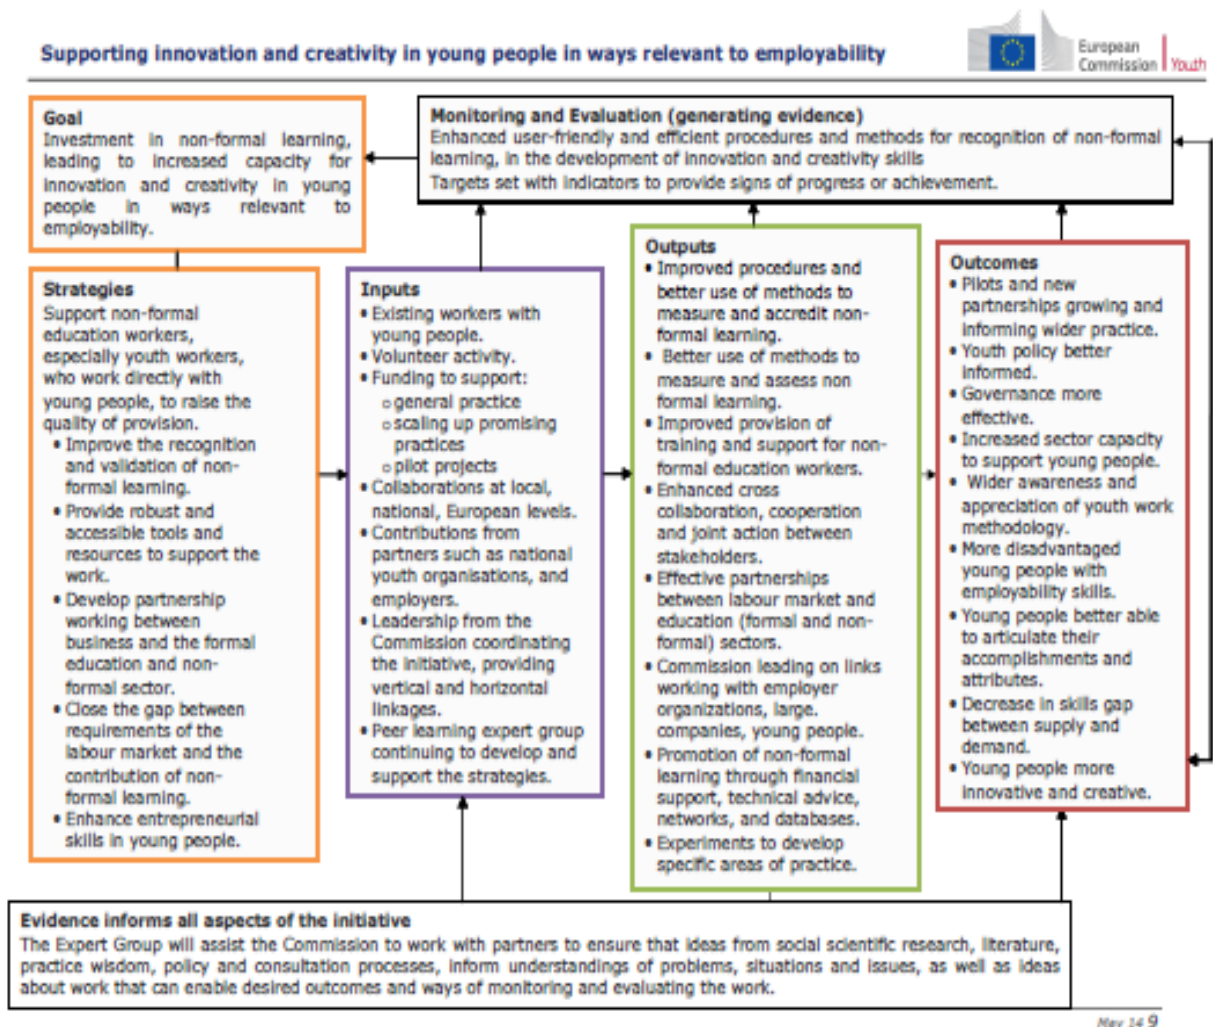 Supporting innovation and creativity in young people in ways relevant to employability
European
Commission
Youth
Goal
Investment in non-formal learning,
leading to increased capacity for
innovation and creativity in young
people in ways relevant to
employability.
Monitoring and Evaluation (generating evidence)
Enhanced user-friendly and efficient procedures and methods for recognition of non-formal
learning, in the development of innovation and creativity skills
Targets set with indicators to provide signs of progress or achievement.
Strategies
Support non-formal
education workers,
especially youth workers,
who work directly with
young people, to raise the
quality of provision.
• Improve the recognition
and validation of non-
formal learning.
• Provide robust and
accessible tools and
resources to support the
work.
• Develop partnership
working between
business and the formal
education and non-
formal sector.
• Close the gap between
requirements of the
labour market and the
contribution of non-
formal learning.
• Enhance entrepreneurial
skills in young people.
Inputs
• Existing workers with
young people.
• Volunteer activity.
• Funding to support:
o general practice
o scaling up promising
practices
o pilot projects
• Collaborations at local,
national, European levels.
• Contributions from
partners such as national
youth organisations, and
employers.
• Leadership from the
Commission coordinating
the initiative, providing
vertical and horizontal
linkages.
• Peer learning expert group
continuing to develop and
support the strategies.
Outputs
• Improved procedures and
better use of methods to
measure and accredit non-
formal learning.
• Better use of methods to
measure and assess non
formal learning.
• Improved provision of
training and support for non-
formal education workers.
• Enhanced cross
collaboration, cooperation
and joint action between
stakeholders.
• Effective partnerships
between labour market and
education (formal and non-
formal) sectors.
• Commission leading on links
working with employer
organizations, large.
companies, young people.
• Promotion of non-formal
learning through financial
support, technical advice,
networks, and databases.
• Experiments to develop
specific areas of practice.
Outcomes
• Pilots and new
partnerships growing and
informing wider practice.
• Youth policy better
informed.
• Governance more
effective.
• Increased sector capacity
to support young people.
• Wider awareness and
appreciation of youth work
methodology.
• More disadvantaged
young people with
employability skills.
• Young people better able
to articulate their
accomplishments and
attributes.
• Decrease in skills gap
between supply and
demand.
• Young people more
innovative and creative.
Evidence informs all aspects of the initiative
The Expert Group will assist the Commission to work with partners to ensure that ideas from social scientific research, literature,
practice wisdom, policy and consultation processes, inform understandings of problems, situations and issues, as well as ideas
about work that can enable desired outcomes and ways of monitoring and evaluating the work.
May 14 9